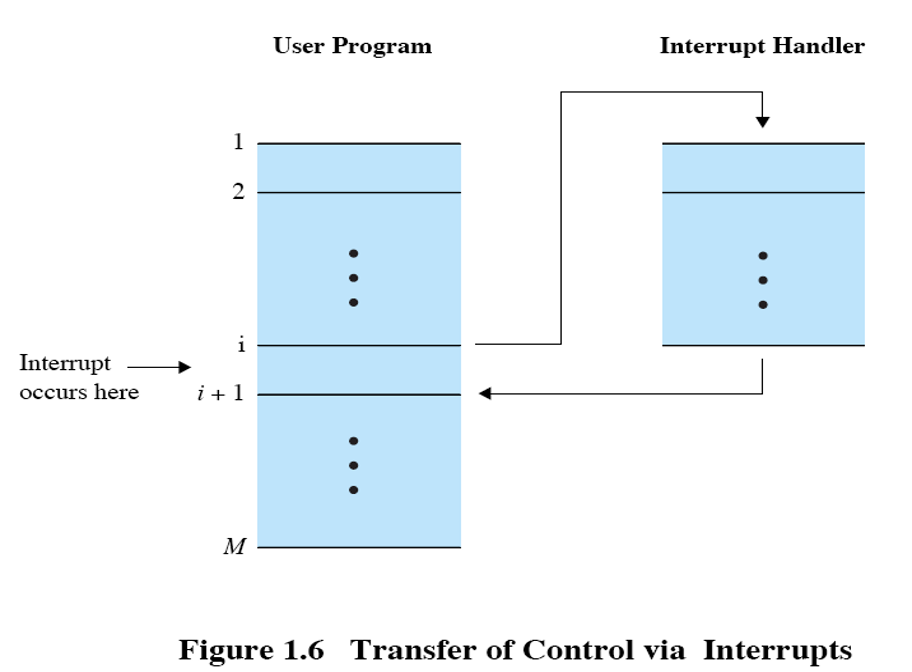 User Program
Interrupt Handler
1
2
i
Interrupt
occurs here
i + 1
M
Figure 1.6 Transfer of Control via Interrupts